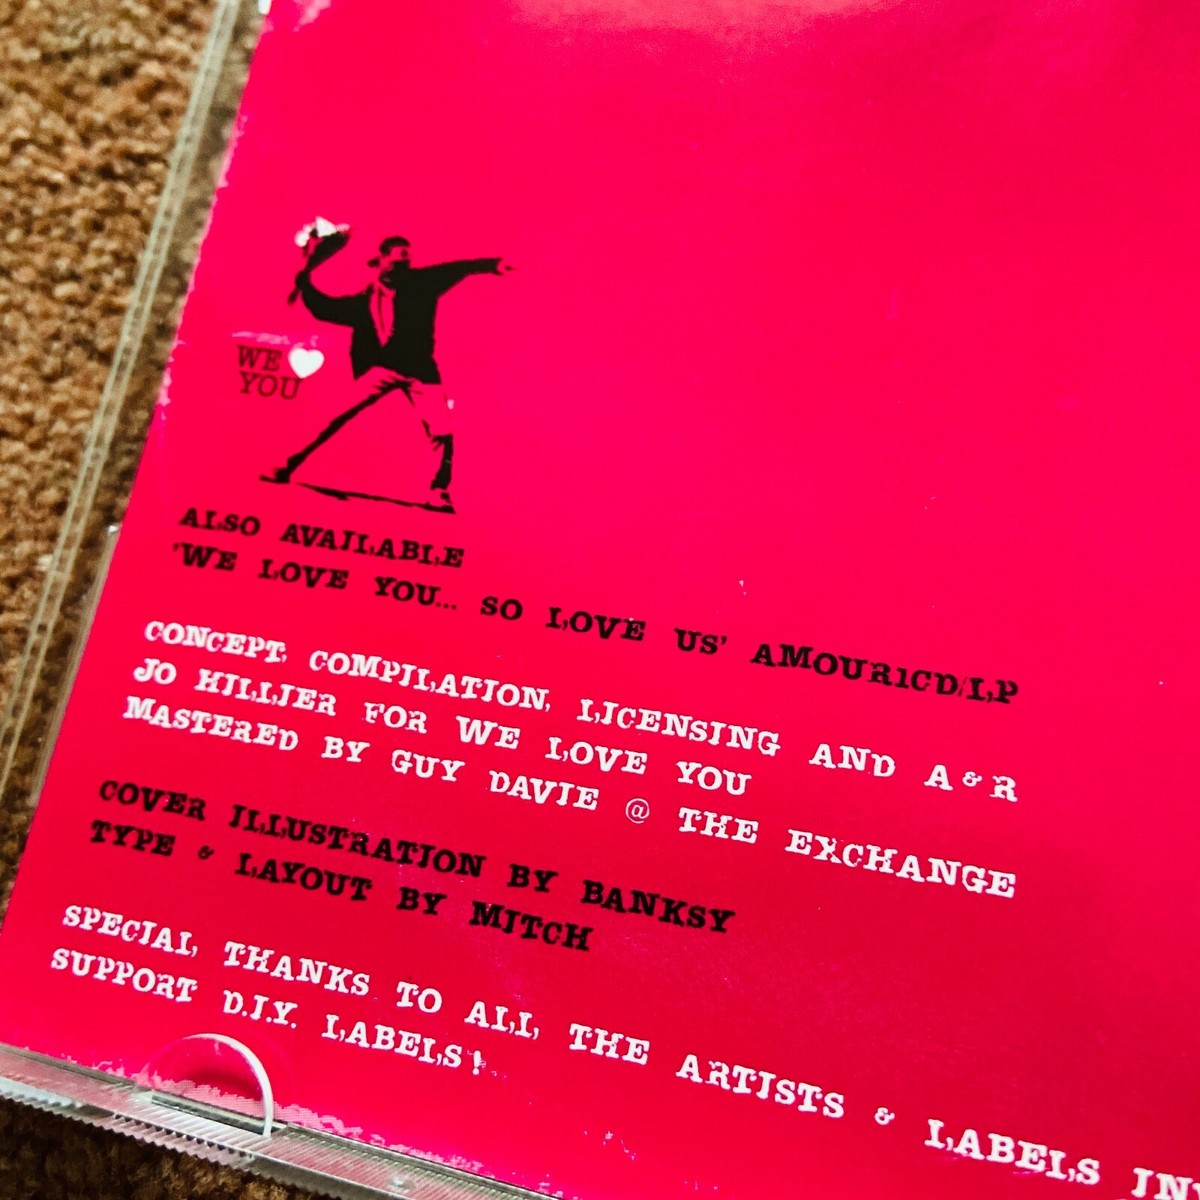 WE ♥
YOU
ALSO AVAILABLE
'WE LOVE YOU... SO LOVE US' AMOUR1CD/LP
CONCEPT, COMPILATION, LICENSING AND A & R
JO HILLIER FOR WE LOVE YOU
MASTERED BY GUY DAVIE @ THE EXCHANGE
COVER ILLUSTRATION BY BANKSY
TYPE & LAYOUT BY MITCH
SPECIAL THANKS TO ALL THE ARTISTS & LABELS
SUPPORT D.I.Y. LABELS!